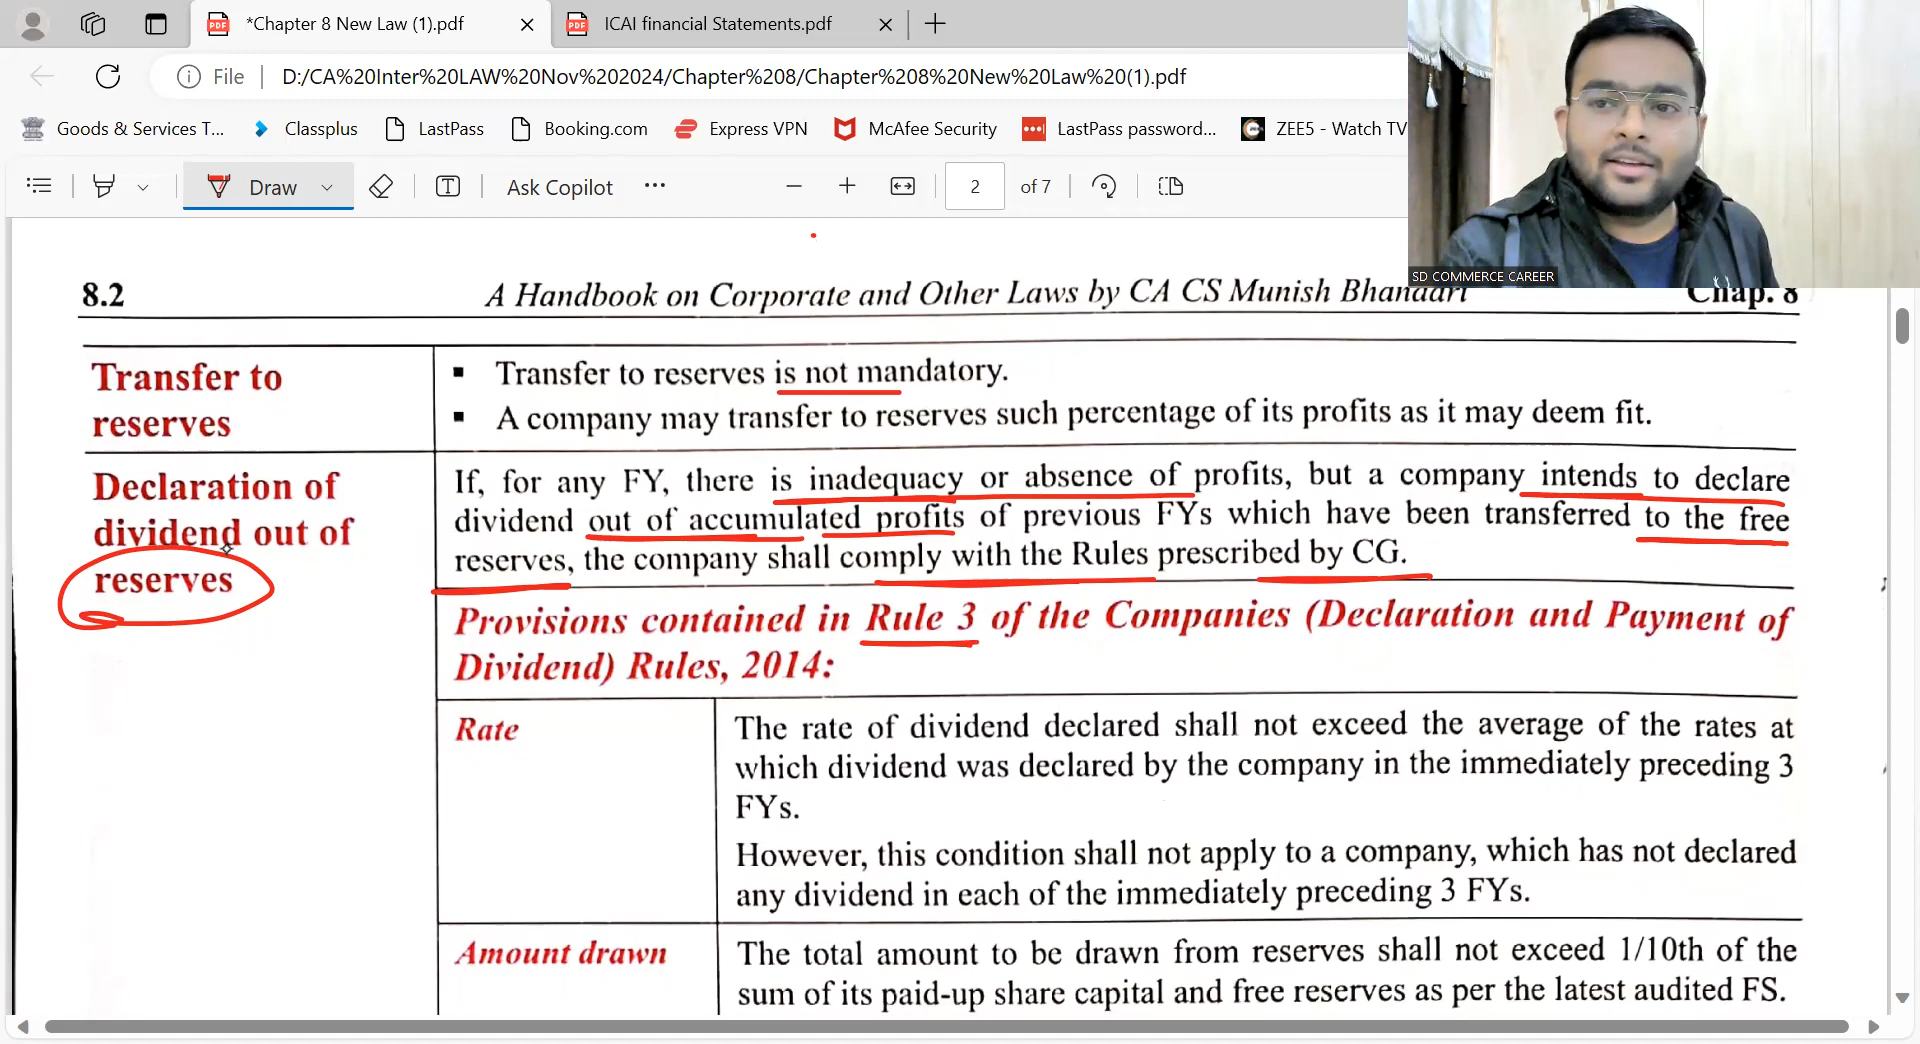 *Chapter 8 New Law (1).pdf
ICAI financial Statements.pdf
File
D:/CA%20Inter%20LAW%20Nov%202024/Chapter%208/Chapter%208%20New%20Law%20(1).pdf
Goods & Services T...
Classplus
LastPass
Booking.com
Express VPN
McAfee Security
LastPass password...
ZEE5 - Watch TV
Draw
Ask Copilot
2
of 7
SD COMMERCE CAREER
8.2
A Handbook on Corporate and Other Laws by CA CS Munish Bhandari
Chap. 8
Transfer to
reserves
▪ Transfer to reserves is not mandatory.
▪ A company may transfer to reserves such percentage of its profits as it may deem fit.
Declaration of
dividend out of
reserves
If, for any FY, there is inadequacy or absence of profits, but a company intends to declare
dividend out of accumulated profits of previous FYs which have been transferred to the free
reserves, the company shall comply with the Rules prescribed by CG.
Provisions contained in Rule 3 of the Companies (Declaration and Payment of
Dividend) Rules, 2014:
Rate
The rate of dividend declared shall not exceed the average of the rates at
which dividend was declared by the company in the immediately preceding 3
FYs.
However, this condition shall not apply to a company, which has not declared
any dividend in each of the immediately preceding 3 FYs.
Amount drawn
The total amount to be drawn from reserves shall not exceed 1/10th of the
sum of its paid-up share capital and free reserves as per the latest audited FS.